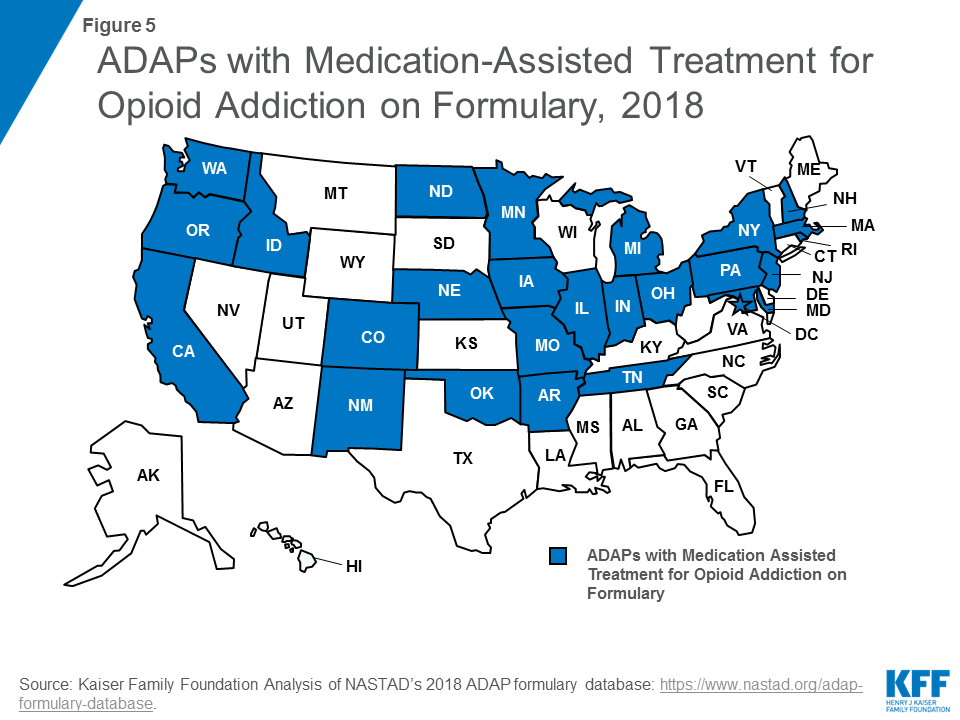 Figure 5
ADAPs with Medication-Assisted Treatment for
Opioid Addiction on Formulary, 2018
WA
OR
CA
ID
NV
MT
WY
UT
AZ
CO
NM
ND
SD
NE
KS
OK
TX
MN
IA
MO
AR
LA
WI
IL
MI
IN
OH
KY
TN
MS
AL
GA
FL
SC
NC
VA
PA
NY
VT
ME
NH
MA
RI
CT
NJ
DE
MD
DC
AK
HI
ADAPs with Medication Assisted
Treatment for Opioid Addiction on
Formulary
Source: Kaiser Family Foundation Analysis of NASTAD’s 2018 ADAP formulary database: https://www.nastad.org/adap-
formulary-database.
KFF
HENRY J KAISER
FAMILY FOUNDATION